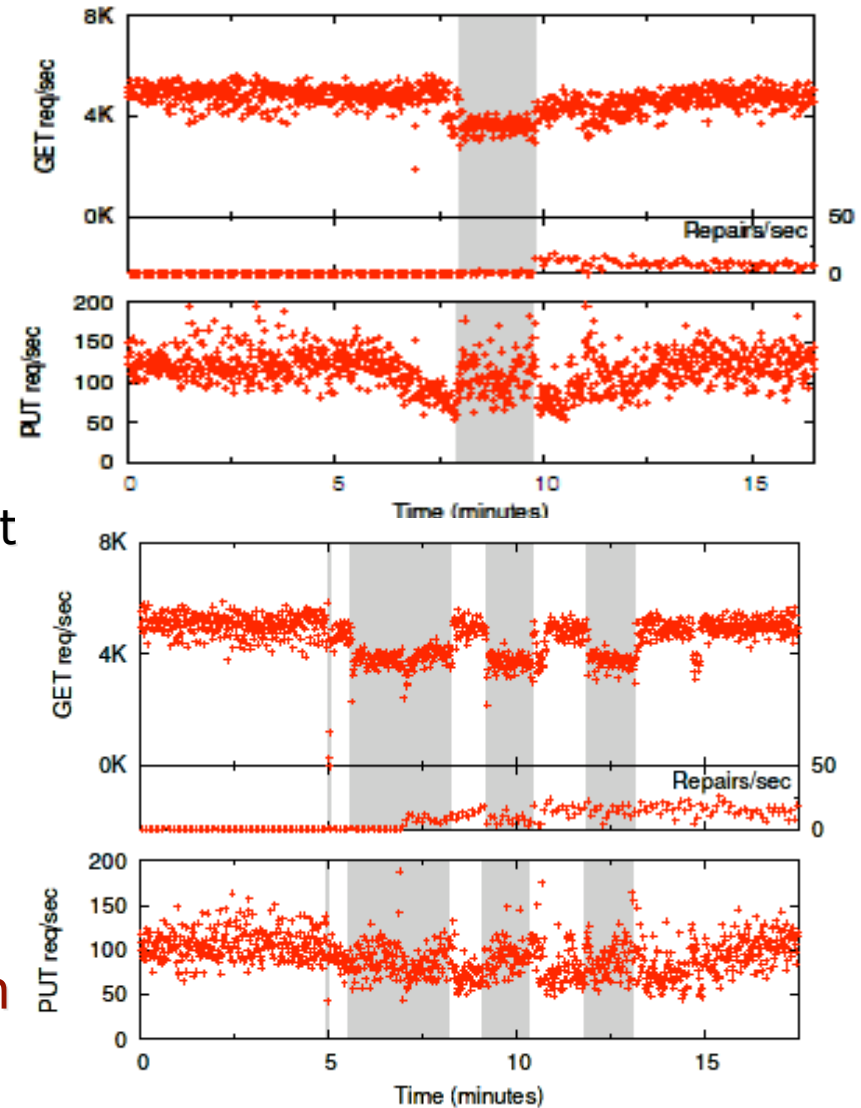 8K
GET req/sec
4K
0K
50
Repairs/sec
0
200
PUT req/sec
150
100
50
0
0 5 10 15
Time (minutes)
t
8K
GET req/sec
4K
0K
50
Repairs/sec
0
200
PUT req/sec
150
100
n
50
0
0 5 10 15
Time (minutes)